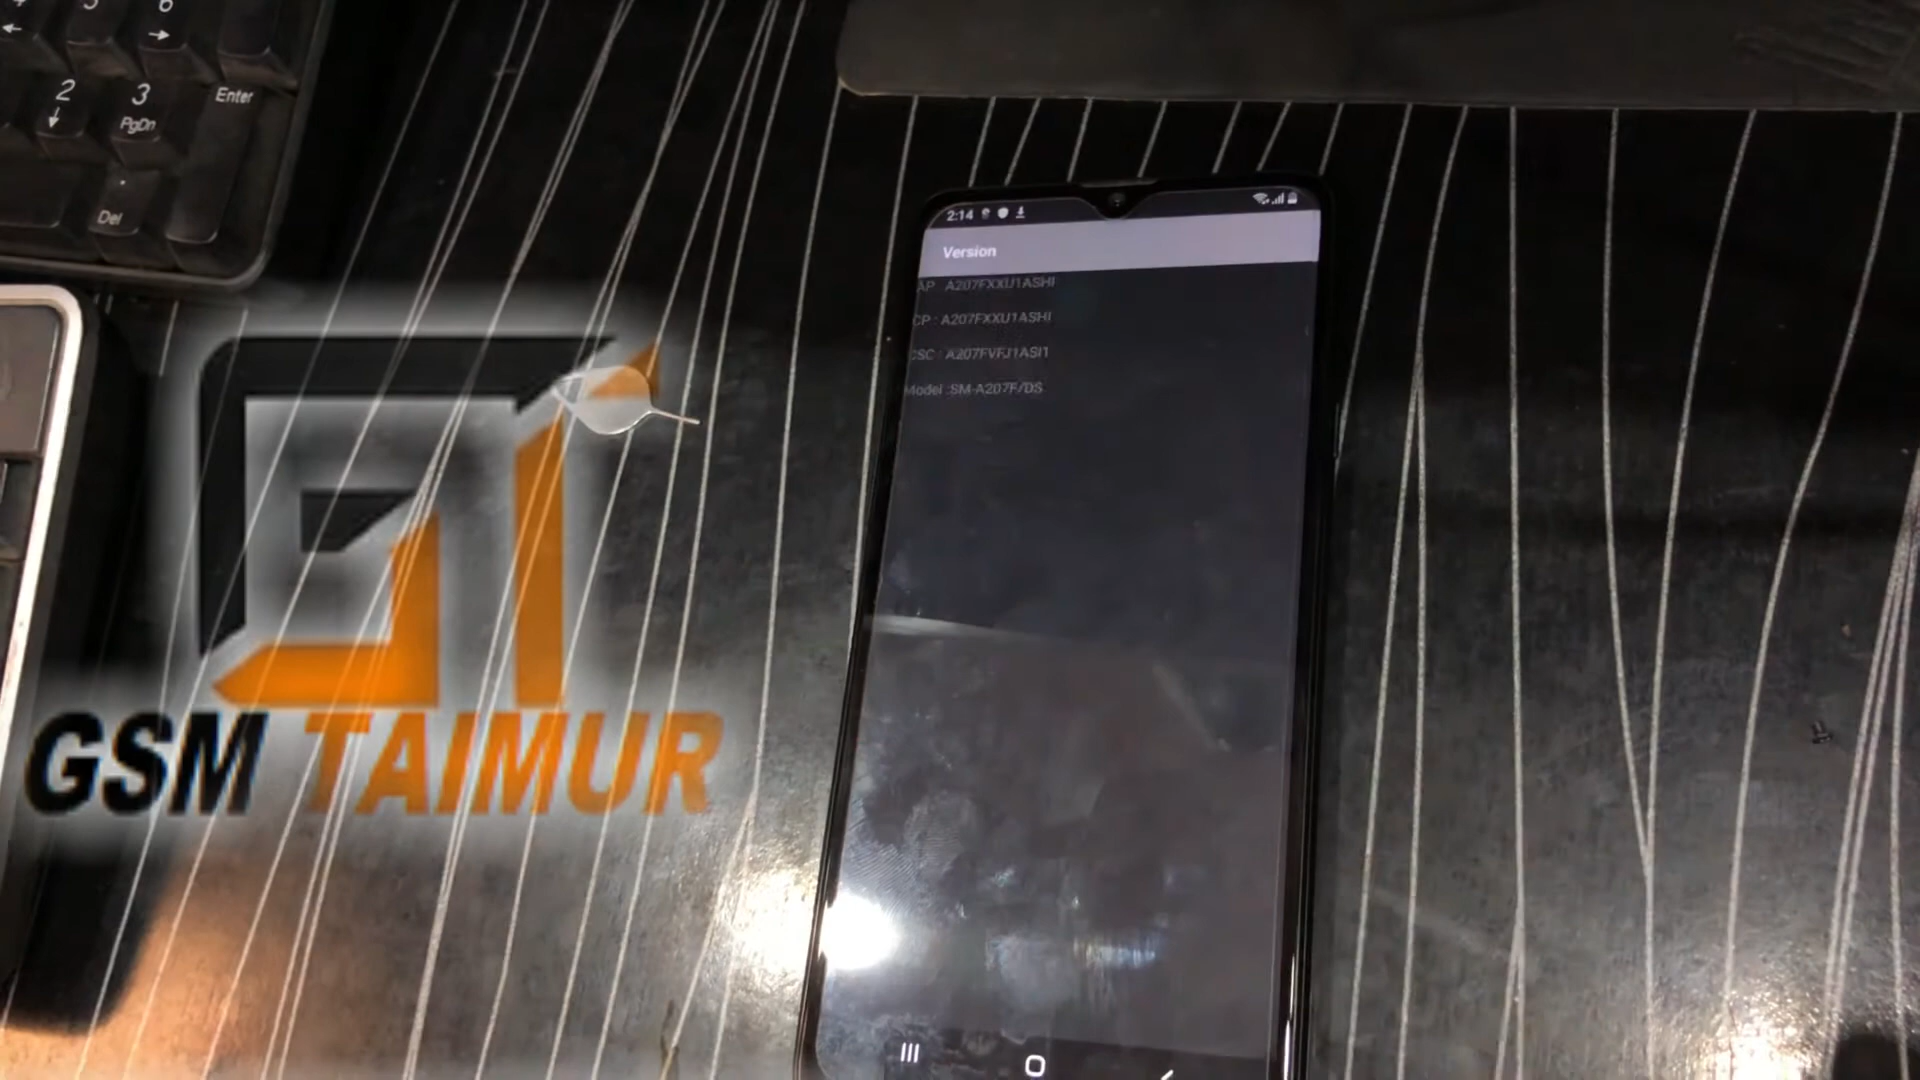 4
5
6
2
3
Enter
PgDn
Del
2:14
Version
AP : A207FXXU1ASHI
CP : A207FXXU1ASHI
CSC : A207FVFJ1ASI1
Model :SM-A207F/DS
GSM TAIMUR